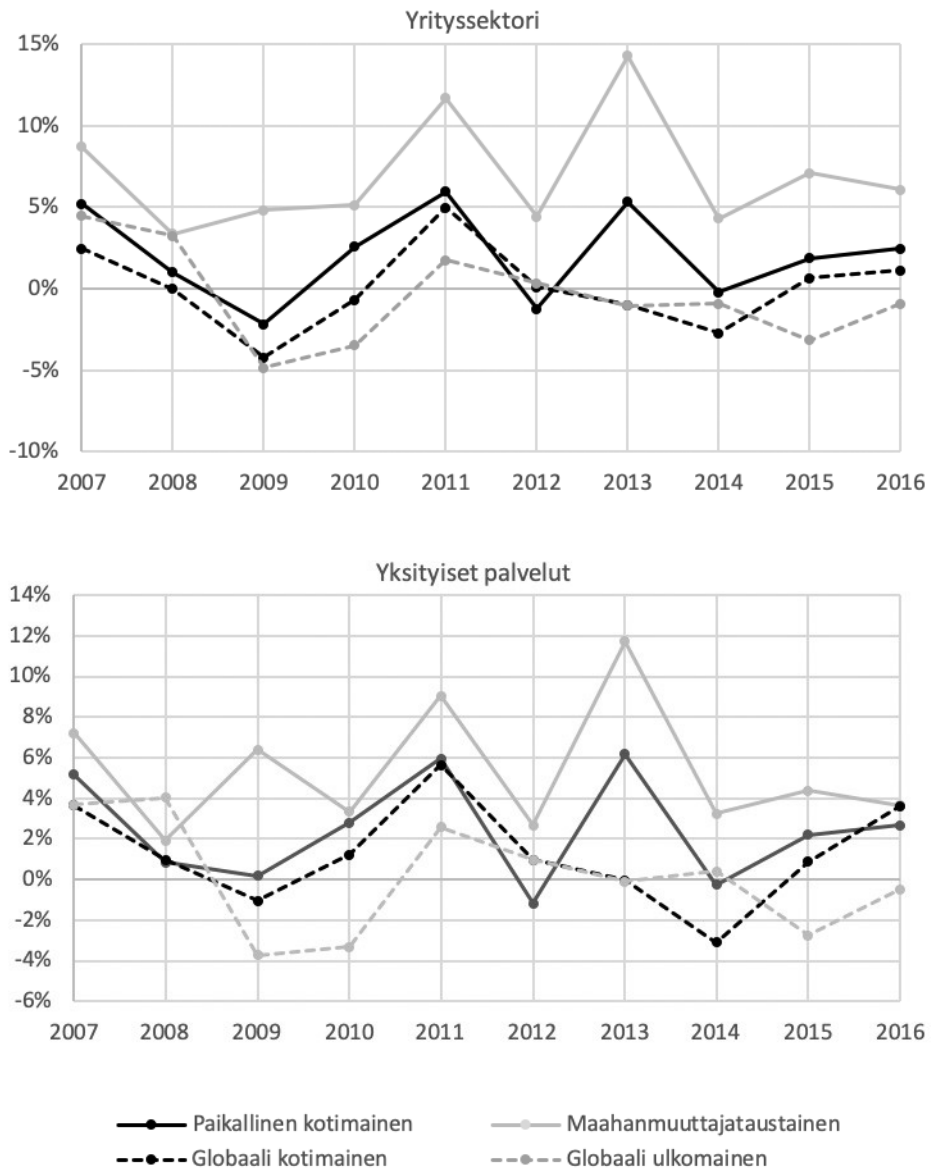 Yrityssektori
15%
10%
5%
0%
-5%
-10%
2007 2008 2009 2010 2011 2012 2013 2014 2015 2016
Yksityiset palvelut
14%
12%
10%
8%
6%
4%
2%
0%
-2%
-4%
-6%
2007 2008 2009 2010 2011 2012 2013 2014 2015 2016
Paikallinen kotimainen Maahanmuuttajataustainen
Globaali kotimainen Globaali ulkomainen